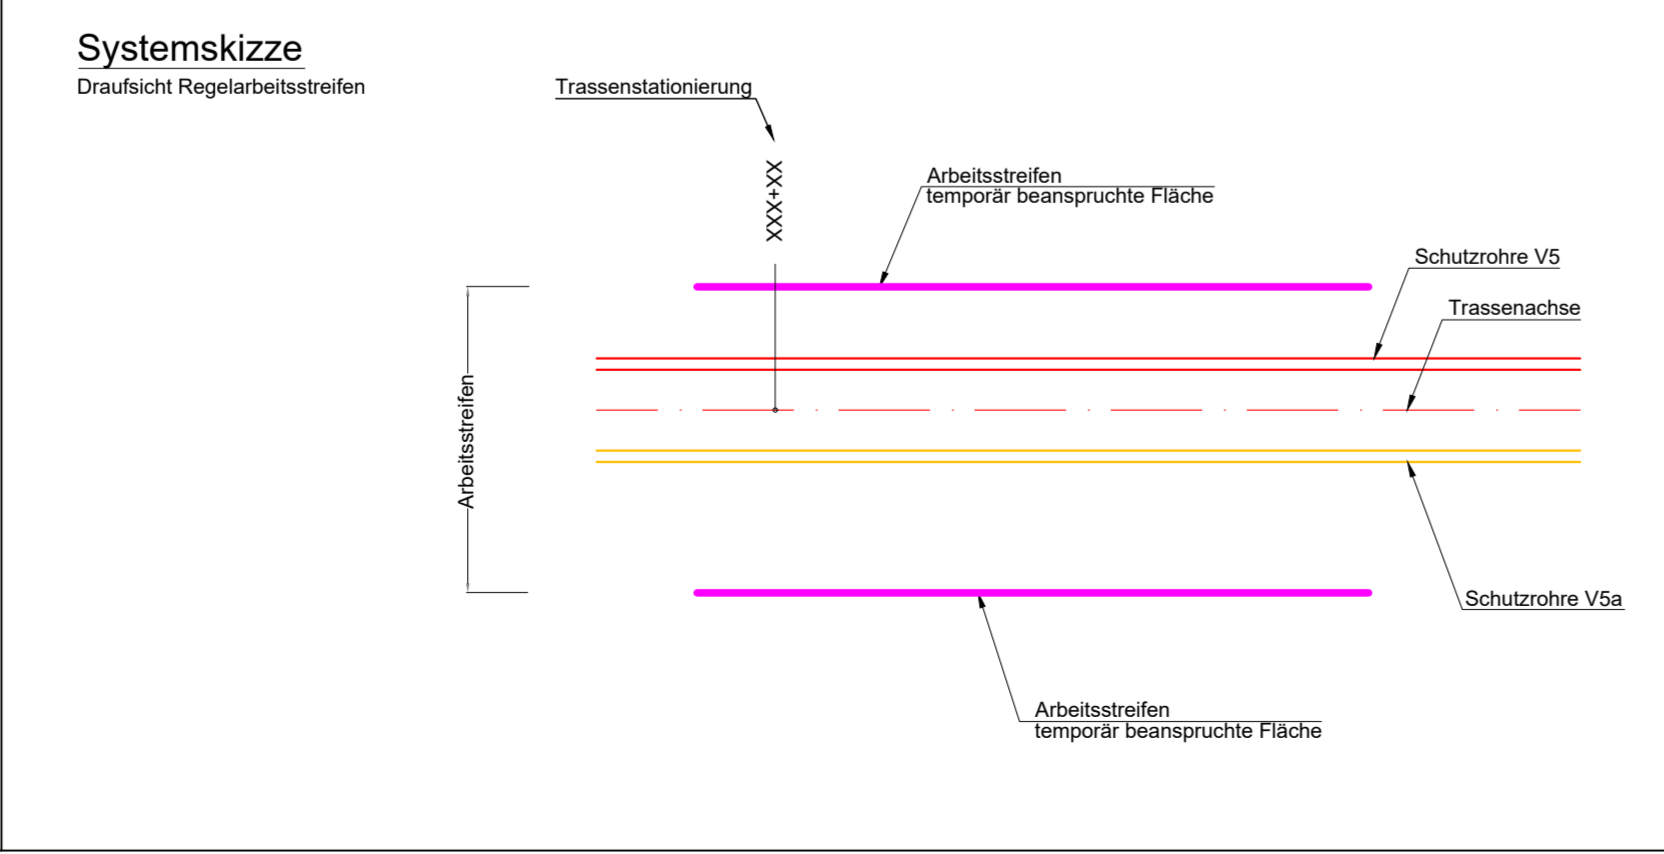 Systemskizze
Draufsicht Regelarbeitsstreifen
Trassenstationierung
XXX+XX
Arbeitsstreifen
temporär beanspruchte Fläche
Schutzrohre V5
Trassenachse
Arbeitsstreifen
Schutzrohre V5a
Arbeitsstreifen
temporär beanspruchte Fläche